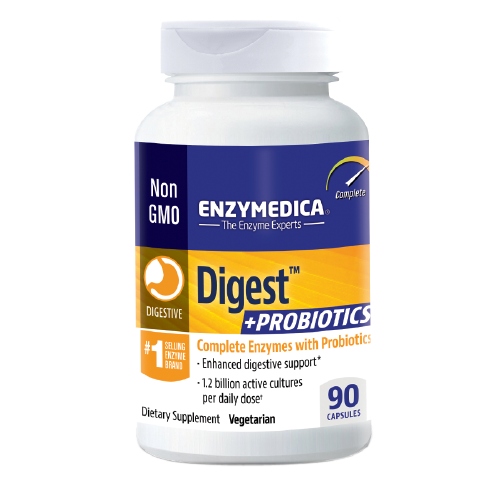 Non
GMO
Complete
ENZYMEDICA®
The Enzyme Experts
DIGESTIVE
Digest™
+PROBIOTICS
#1 SELLING
ENZYME
BRAND
Complete Enzymes with Probiotics
• Enhanced digestive support*
• 1.2 billion active cultures
per daily dose†
Dietary Supplement Vegetarian
90
CAPSULES